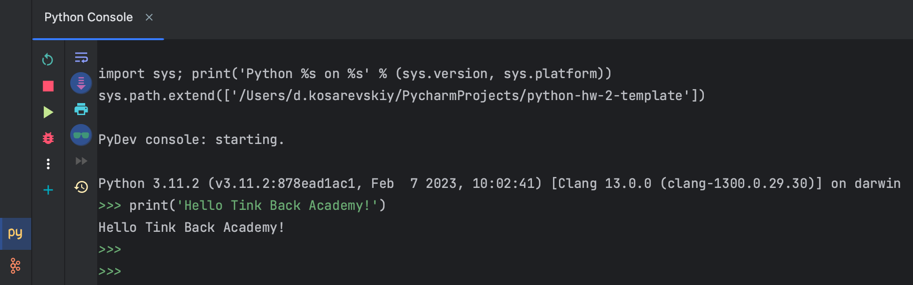 Python Console ×
import sys; print('Python %s on %s' % (sys.version, sys.platform))
sys.path.extend(['/Users/d.kosarevskiy/PycharmProjects/python-hw-2-template'])
PyDev console: starting.
Python 3.11.2 (v3.11.2:878ead1ac1, Feb  7 2023, 10:02:41) [Clang 13.0.0 (clang-1300.0.29.30)] on darwin
>>> print('Hello Tink Back Academy!')
Hello Tink Back Academy!
>>>
>>>
py